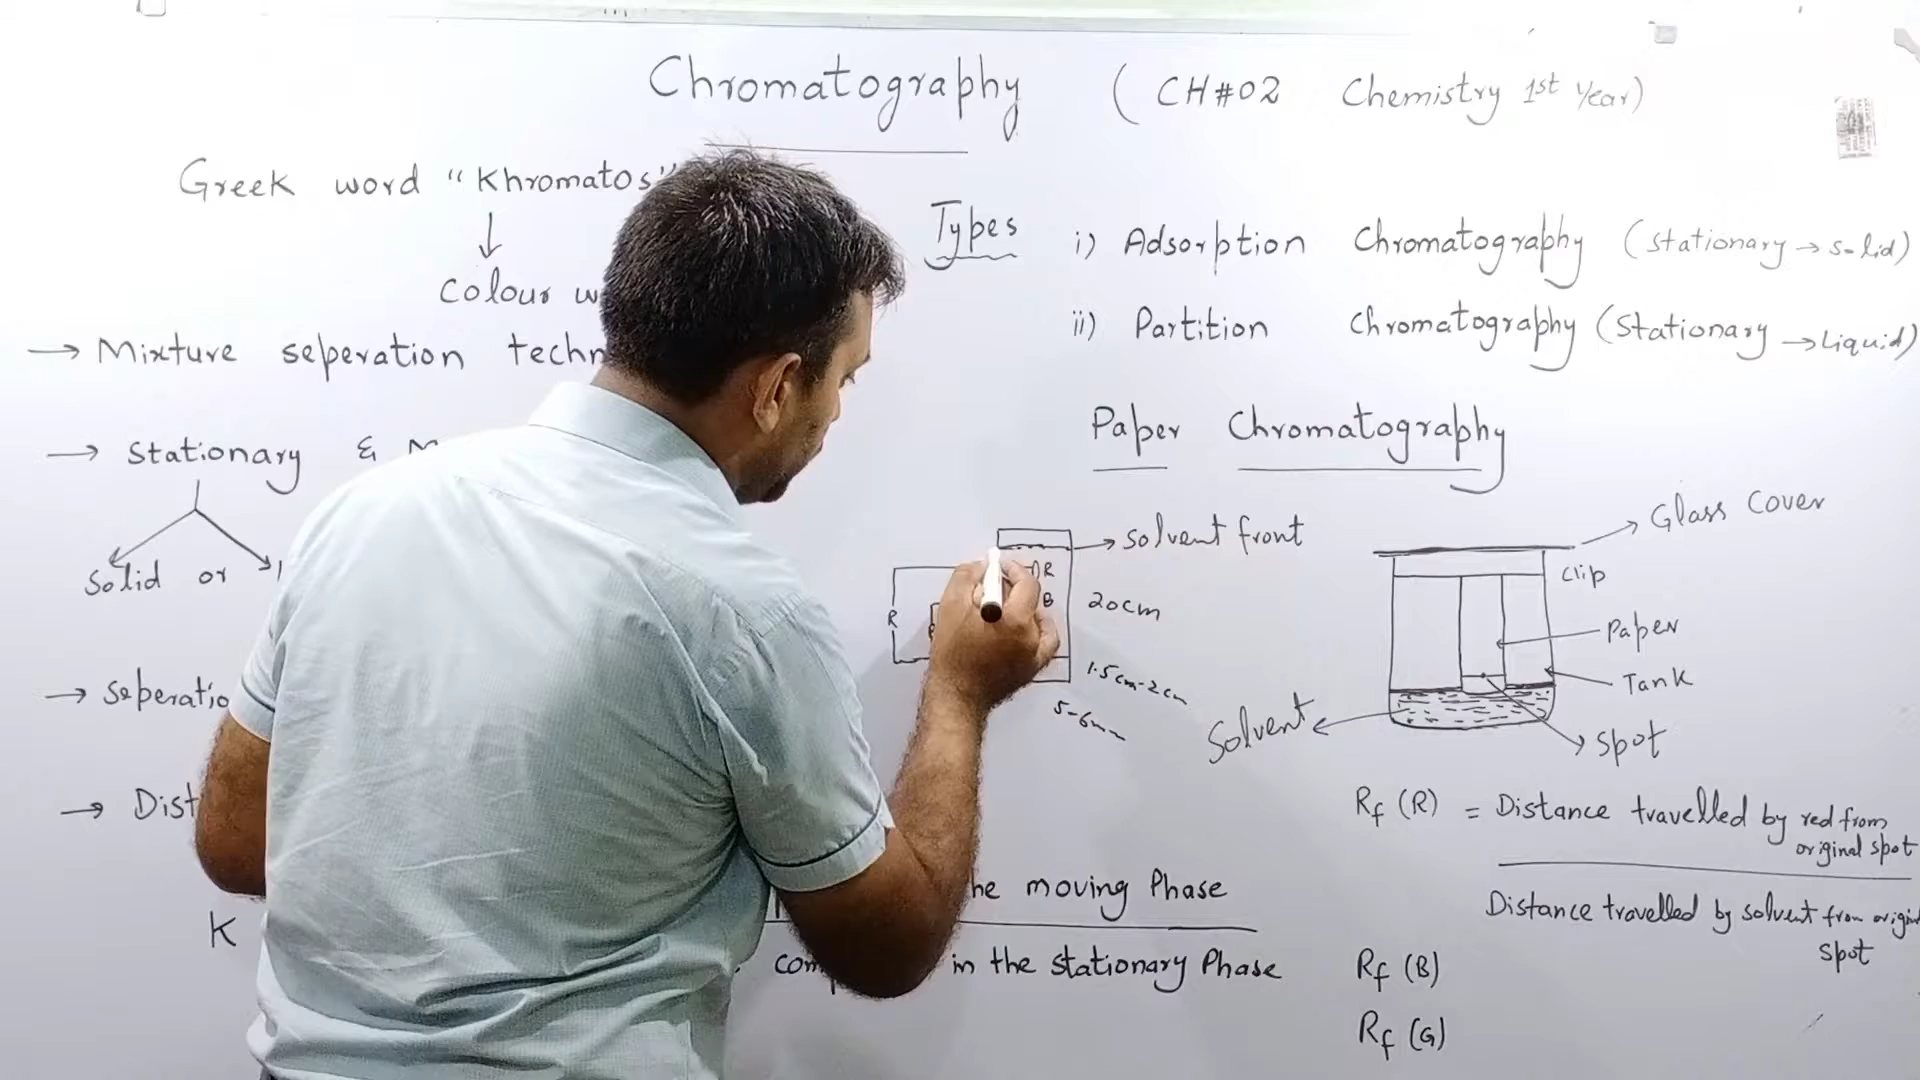 Chromatography (CH#02 Chemistry 1st Year)
Greek word "Khromatos"
Colour w
→ Mixture seperation techn
→ Stationary & M
Solid or
→ Seperatio
→ Dist
K
he moving Phase
com in the stationary Phase
Types
i) Adsorption Chromatography (Stationary → Solid)
ii) Partition Chromatography (Stationary → Liquid)
Paper Chromatography
Solvent front
R
B
20cm
R
1.5cm-2cm
5-6mm
Glass Cover
Clip
Paper
Tank
Solvent
Spot
Rf (R) = Distance travelled by red from
original spot
Distance travelled by solvent from origin
spot
Rf (B)
Rf (G)